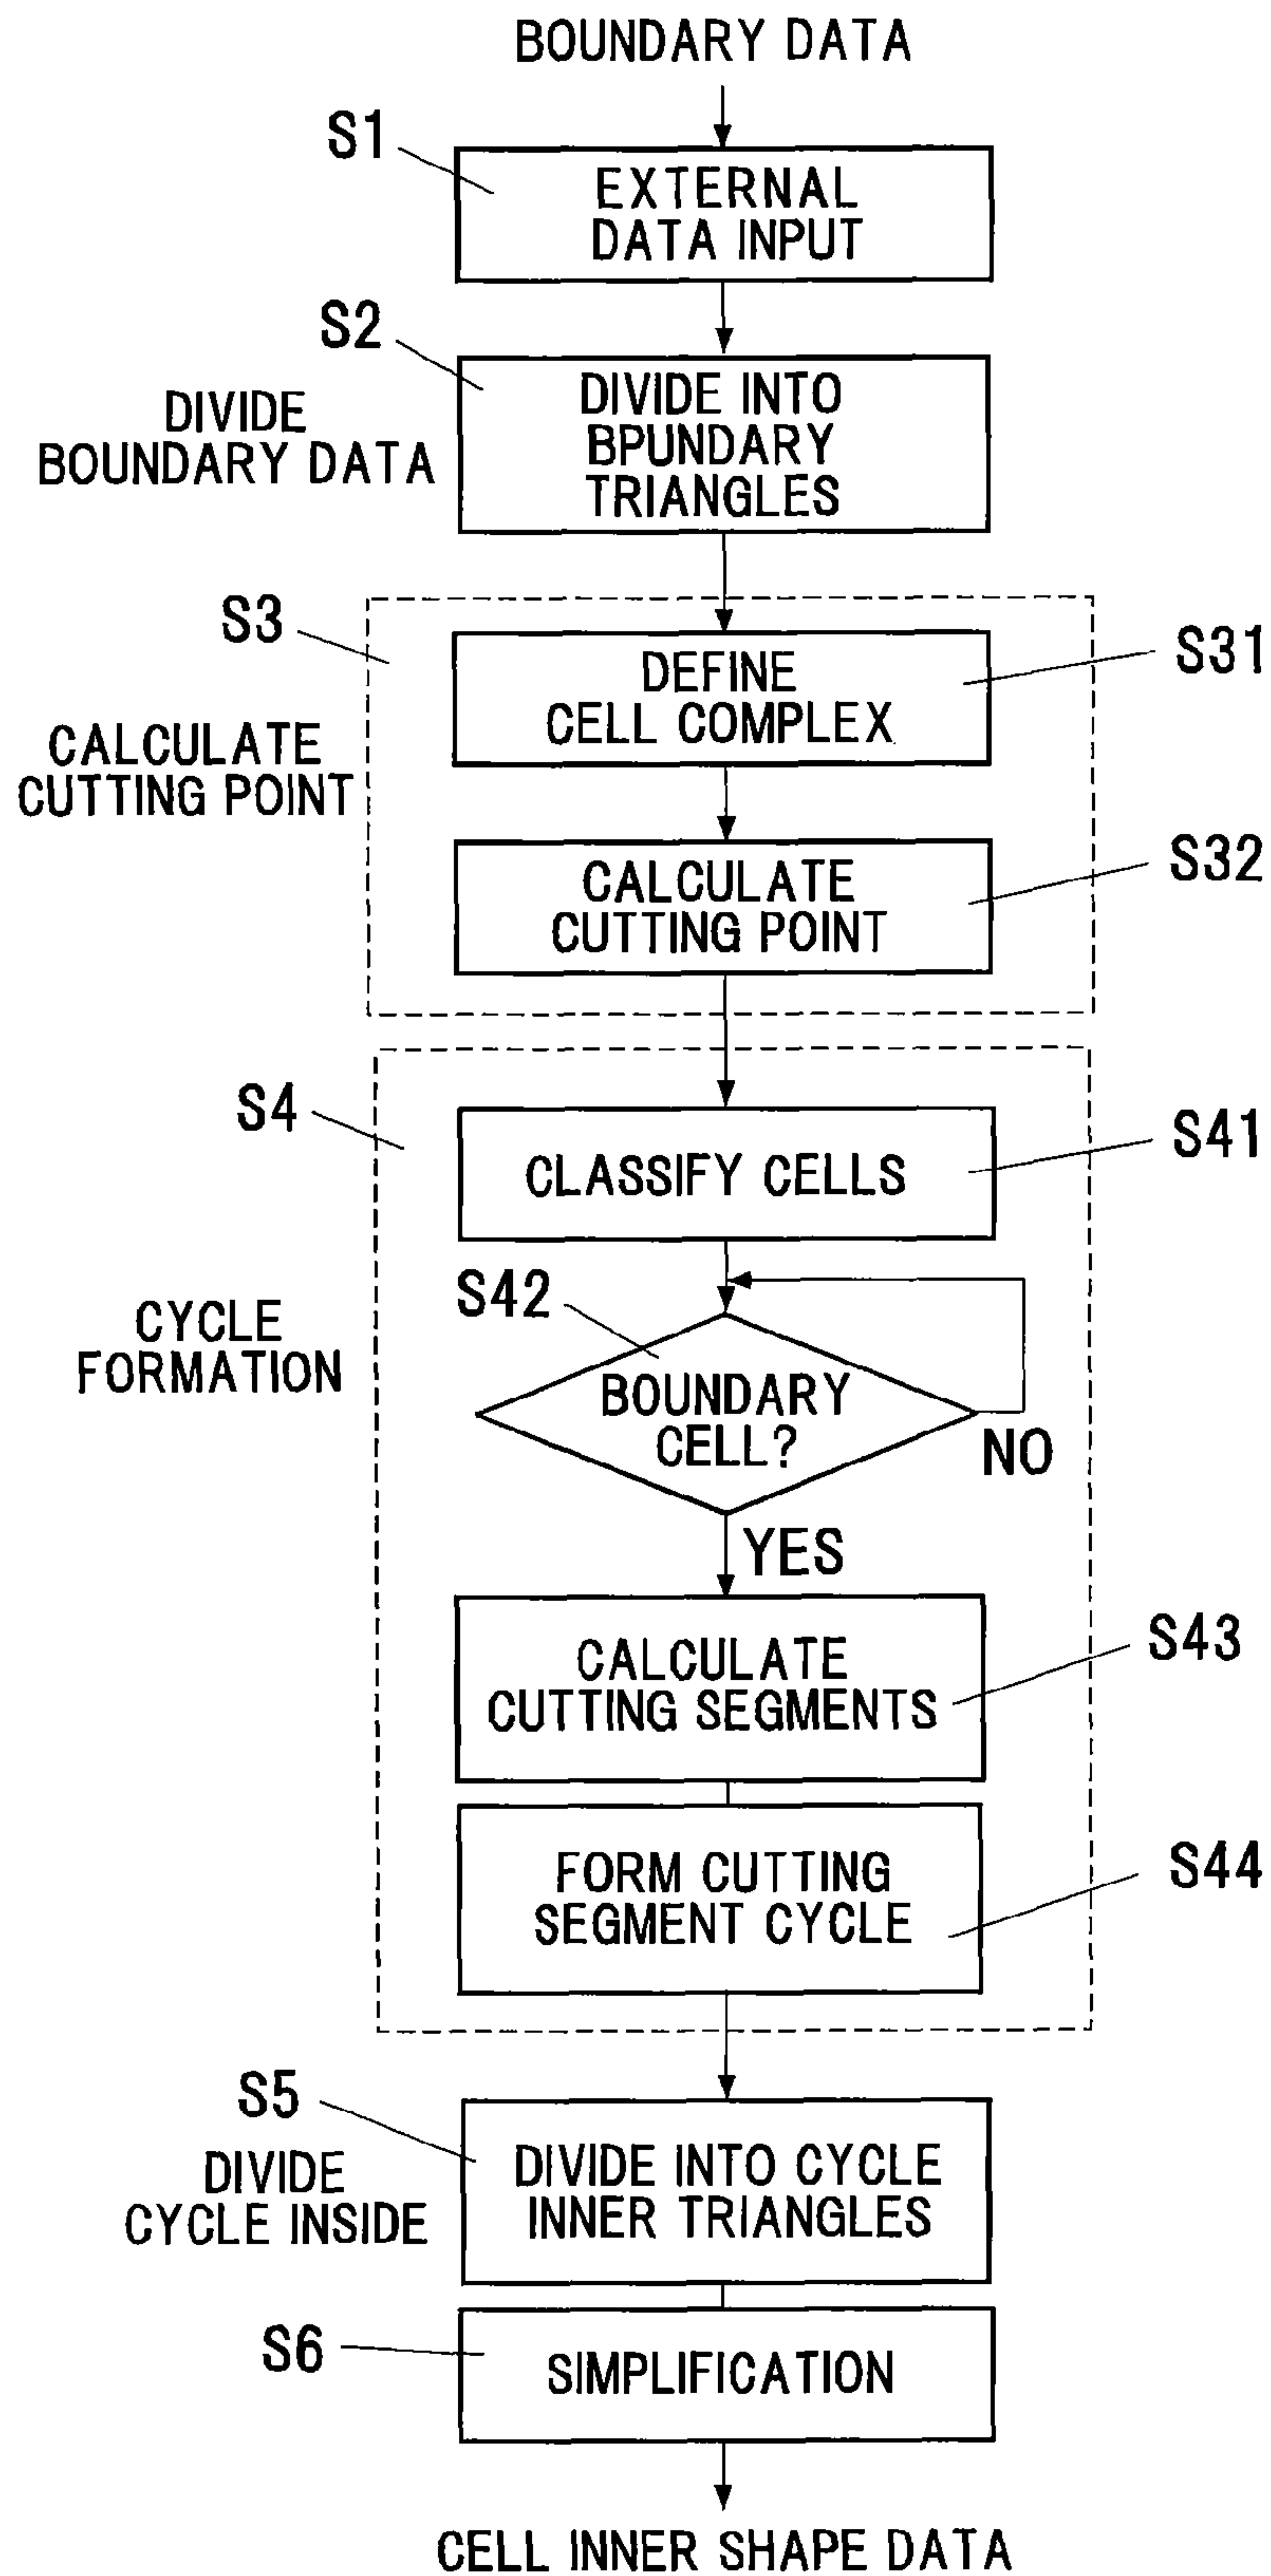 BOUNDARY DATA
S1
EXTERNAL
DATA INPUT
S2
DIVIDE
BOUNDARY DATA
DIVIDE INTO
BPUNDARY
TRIANGLES
S3
CALCULATE
CUTTING POINT
DEFINE
CELL COMPLEX
S31
CALCULATE
CUTTING POINT
S32
S4
CYCLE
FORMATION
CLASSIFY CELLS
S41
S42
BOUNDARY
CELL?
NO
YES
CALCULATE
CUTTING SEGMENTS
S43
FORM CUTTING
SEGMENT CYCLE
S44
S5
DIVIDE
CYCLE INSIDE
DIVIDE INTO CYCLE
INNER TRIANGLES
S6
SIMPLIFICATION
CELL INNER SHAPE DATA